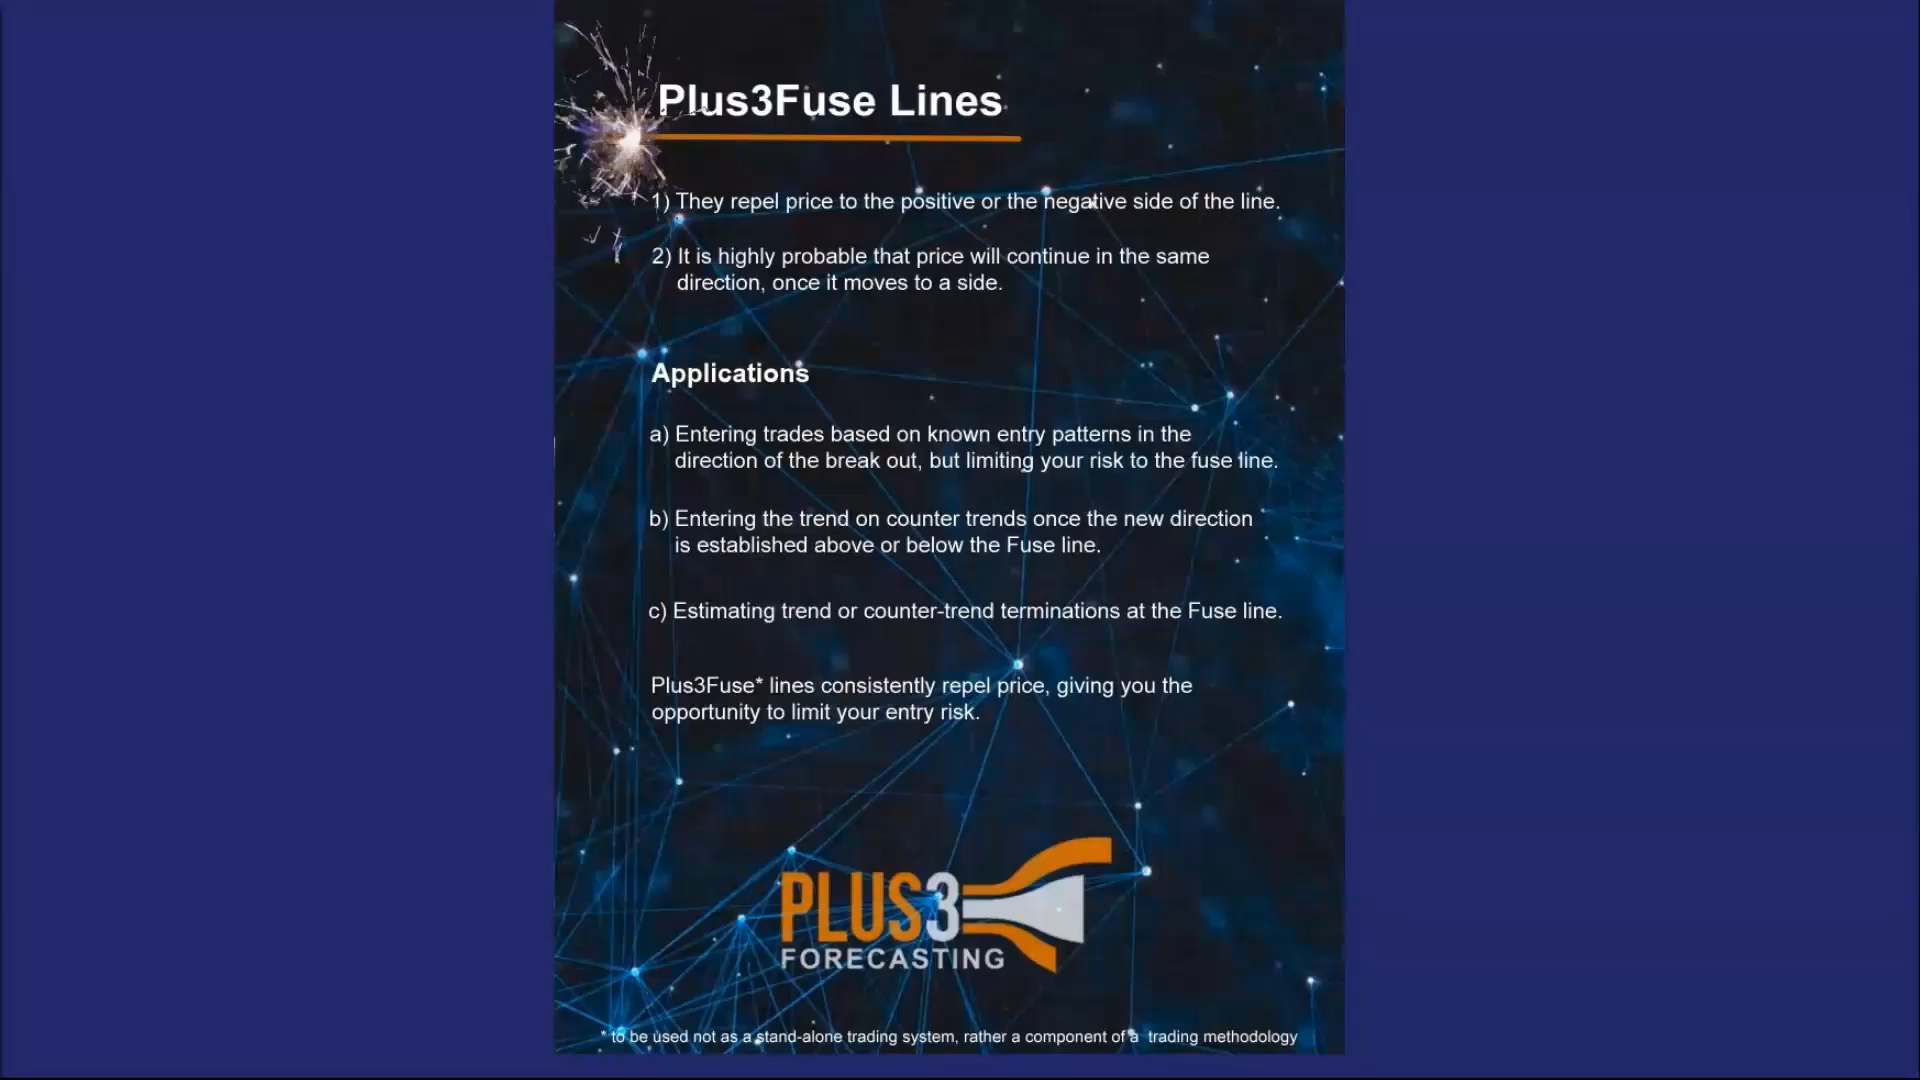 Plus3Fuse Lines
1) They repel price to the positive or the negative side of the line.
2) It is highly probable that price will continue in the same
direction, once it moves to a side.
Applications
a) Entering trades based on known entry patterns in the
direction of the break out, but limiting your risk to the fuse line.
b) Entering the trend on counter trends once the new direction
is established above or below the Fuse line.
c) Estimating trend or counter-trend terminations at the Fuse line.
Plus3Fuse* lines consistently repel price, giving you the
opportunity to limit your entry risk.
PLUS3
FORECASTING
* to be used not as a stand-alone trading system, rather a component of a trading methodology